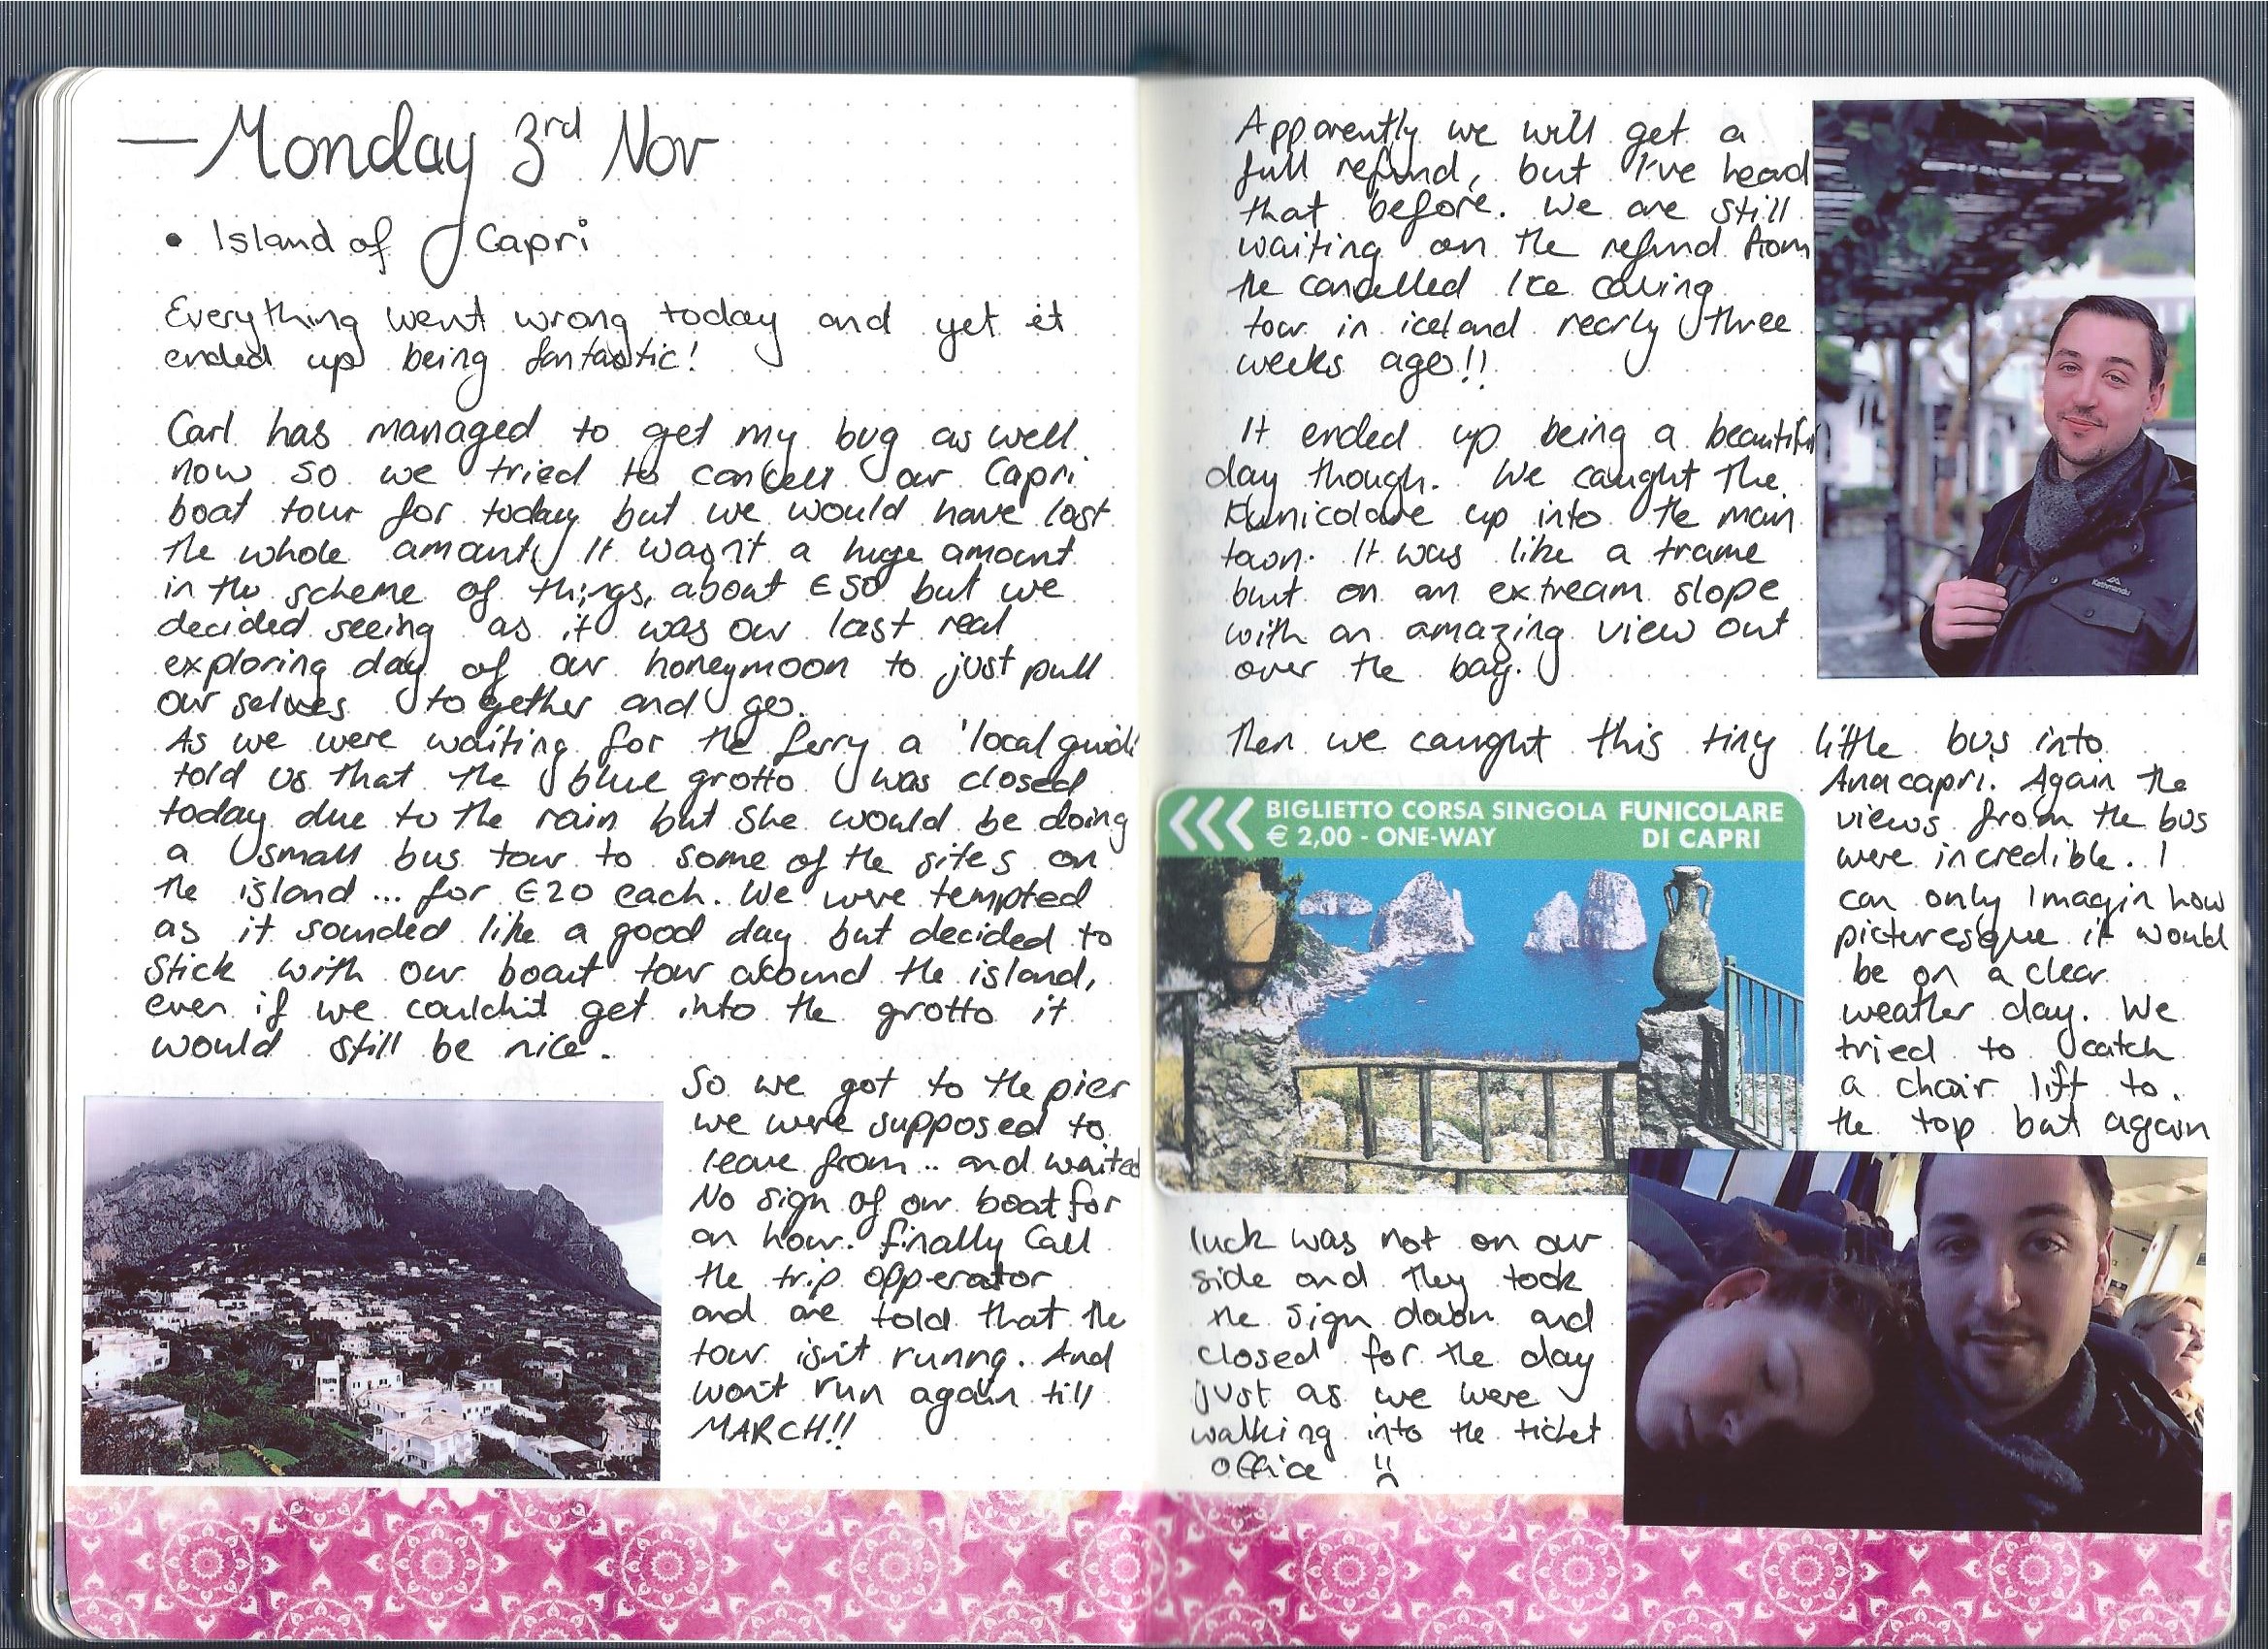 —Monday 3rd Nov
• Island of Capri
Everything went wrong today and yet it
ended up being fantastic!
Carl has managed to get my bug as well
now so we tried to cancell our Capri
boat tour for today but we would have lost
the whole amount. It wasn't a huge amount
in the scheme of things, about €50 but we
decided seeing as it was our last real
exploring day of our honeymoon to just pull
our selves together and go.
As we were waiting for the ferry a 'local guide'
told us that the blue grotto was closed
today due to the rain but she would be doing
a small bus tour to some of the sites on
the island... for €20 each. We were tempted
as it sounded like a good day but decided to
stick with our boat tour around the island,
even if we couldn't get into the grotto it
would still be nice.
So we got to the pier
we were supposed to
leave from .. and waited
No sign of our boat for
an hour. finally Call
the trip opperator
and are told that the
tour isn't runng. And
won't run again till
MARCH!!
Apparently we will get a
full refund, but I've head
that before. We are still
waiting on the refund from
the cancelled Ice caving
tour in iceland nearly three
weeks ago!!
It ended up being a beautiful
day though. We caught the
Funicolare up into the main
town. It was like a trame
but on an extream slope
with an amazing view out
over the bay.
Then we caught this tiny little bus into
Anacapri. Again the
views from the bus
were incredible. I
can only Imagin how
picturesque it would
be on a clear
weather day. We
tried to catch
a chair lift to
the top but again
BIGLIETTO CORSA SINGOLA FUNICOLARE
€ 2,00 - ONE-WAY DI CAPRI
luck was not on our
side and they took
the sign down and
closed for the day
just as we were
walking into the ticket
office
Kathmandu